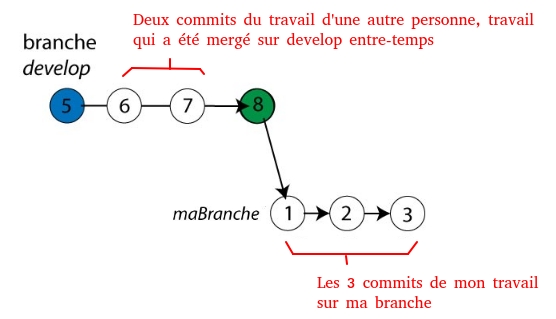 Deux commits du travail d'une autre personne, travail
qui a été mergé sur develop entre-temps
branche
develop
5 6 7 8
maBranche 1 2 3
Les 3 commits de mon travail
sur ma branche